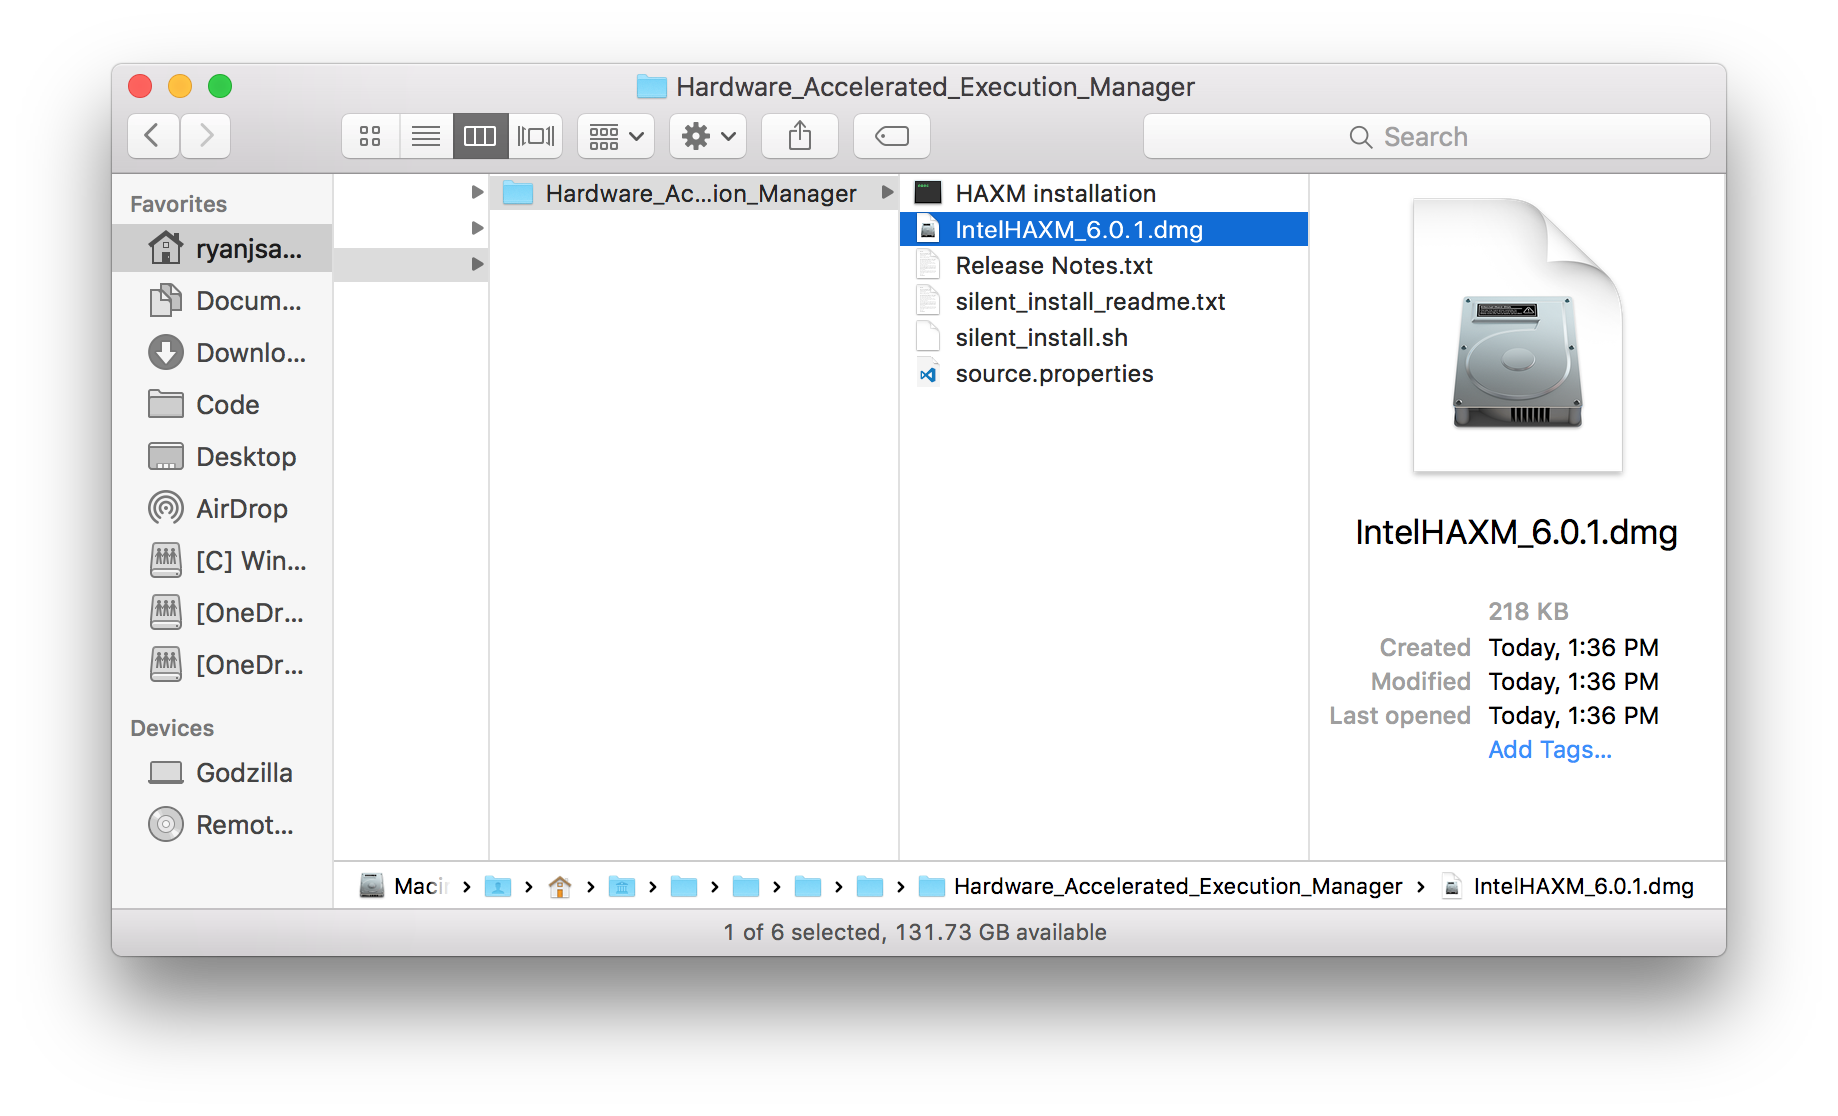 Hardware_Accelerated_Execution_Manager
Search
Favorites
ryanjsa...
Docum...
Downlo...
Code
Desktop
AirDrop
[C] Win...
[OneDr...
[OneDr...
Devices
Godzilla
Remot...
Hardware_Ac...ion_Manager
HAXM installation
IntelHAXM_6.0.1.dmg
Release Notes.txt
silent_install_readme.txt
silent_install.sh
source.properties
IntelHAXM_6.0.1.dmg
218 KB
Created Today, 1:36 PM
Modified Today, 1:36 PM
Last opened Today, 1:36 PM
Add Tags...
Macin › Hardware_Accelerated_Execution_Manager › IntelHAXM_6.0.1.dmg
1 of 6 selected, 131.73 GB available